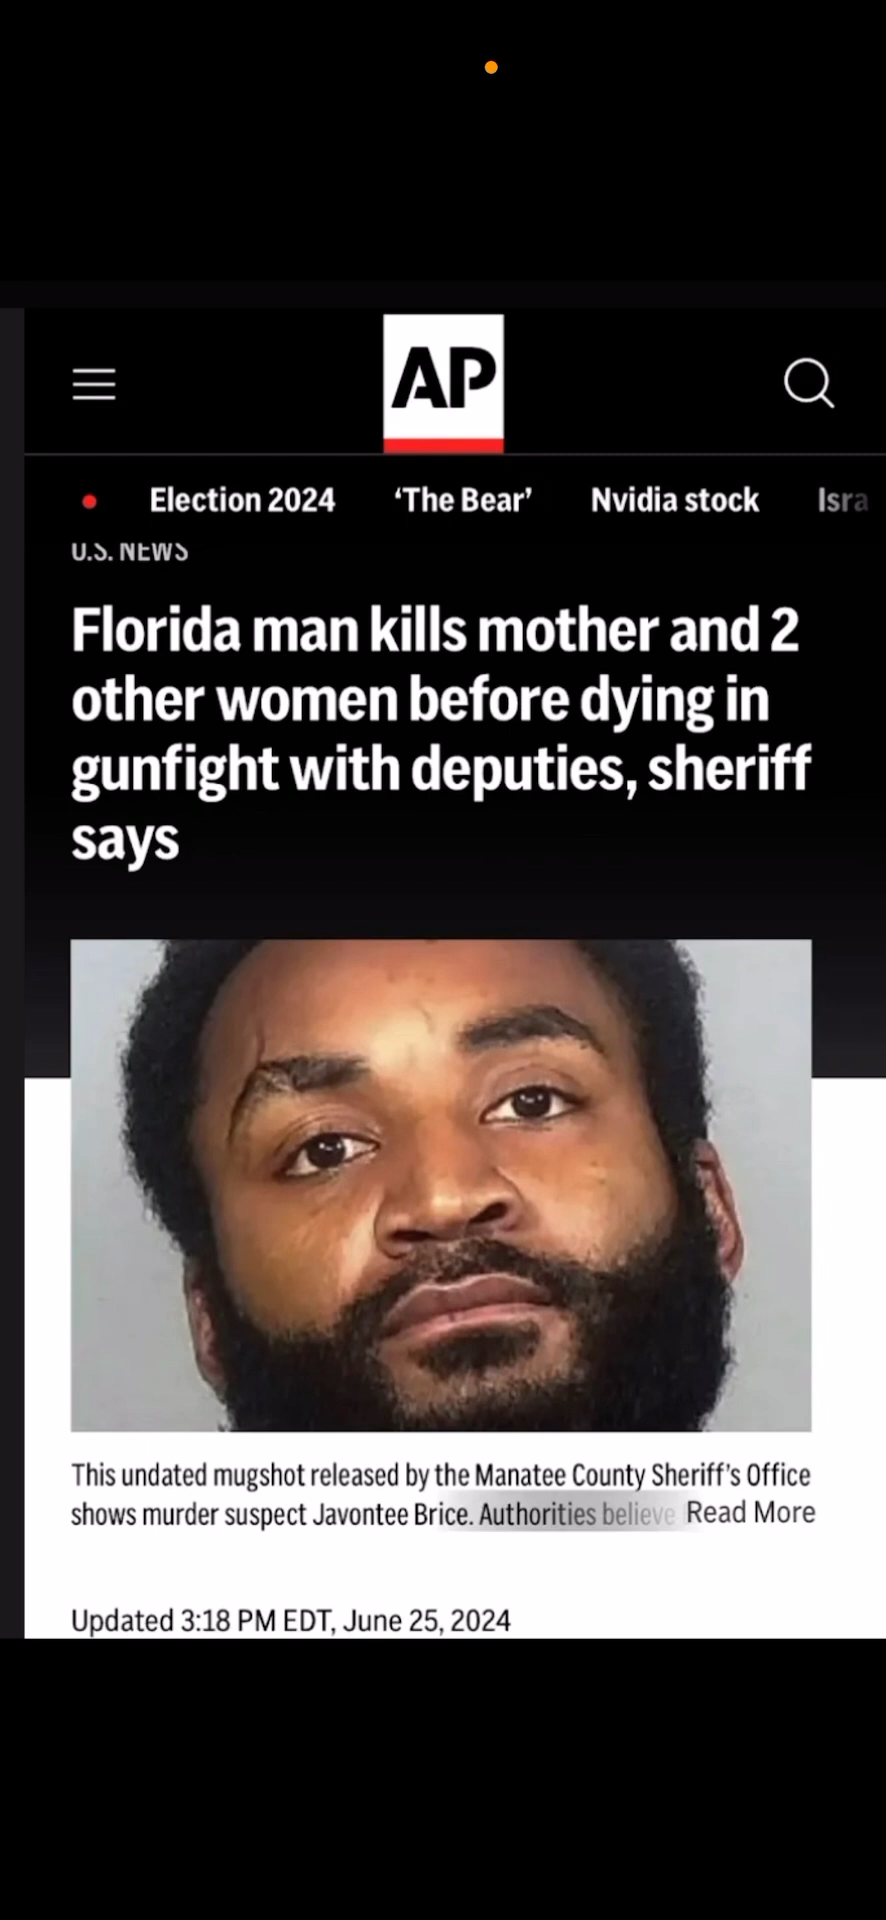 AP
Election 2024 ‘The Bear’ Nvidia stock Isra
U.S. NEWS
Florida man kills mother and 2
other women before dying in
gunfight with deputies, sheriff
says
This undated mugshot released by the Manatee County Sheriff’s Office
shows murder suspect Javontee Brice. Authorities believe Read More
Updated 3:18 PM EDT, June 25, 2024